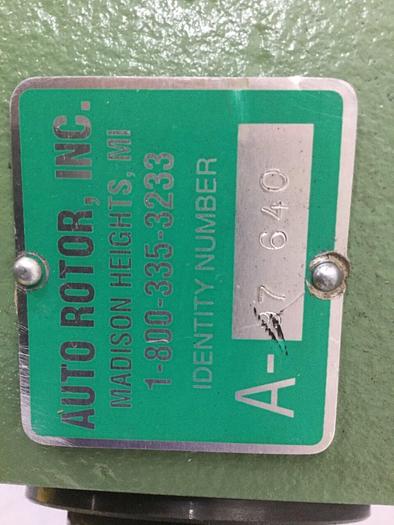 AUTO ROTOR, INC.
MADISON HEIGHTS, MI
1-800-335-3233
IDENTITY NUMBER
A- 7 640